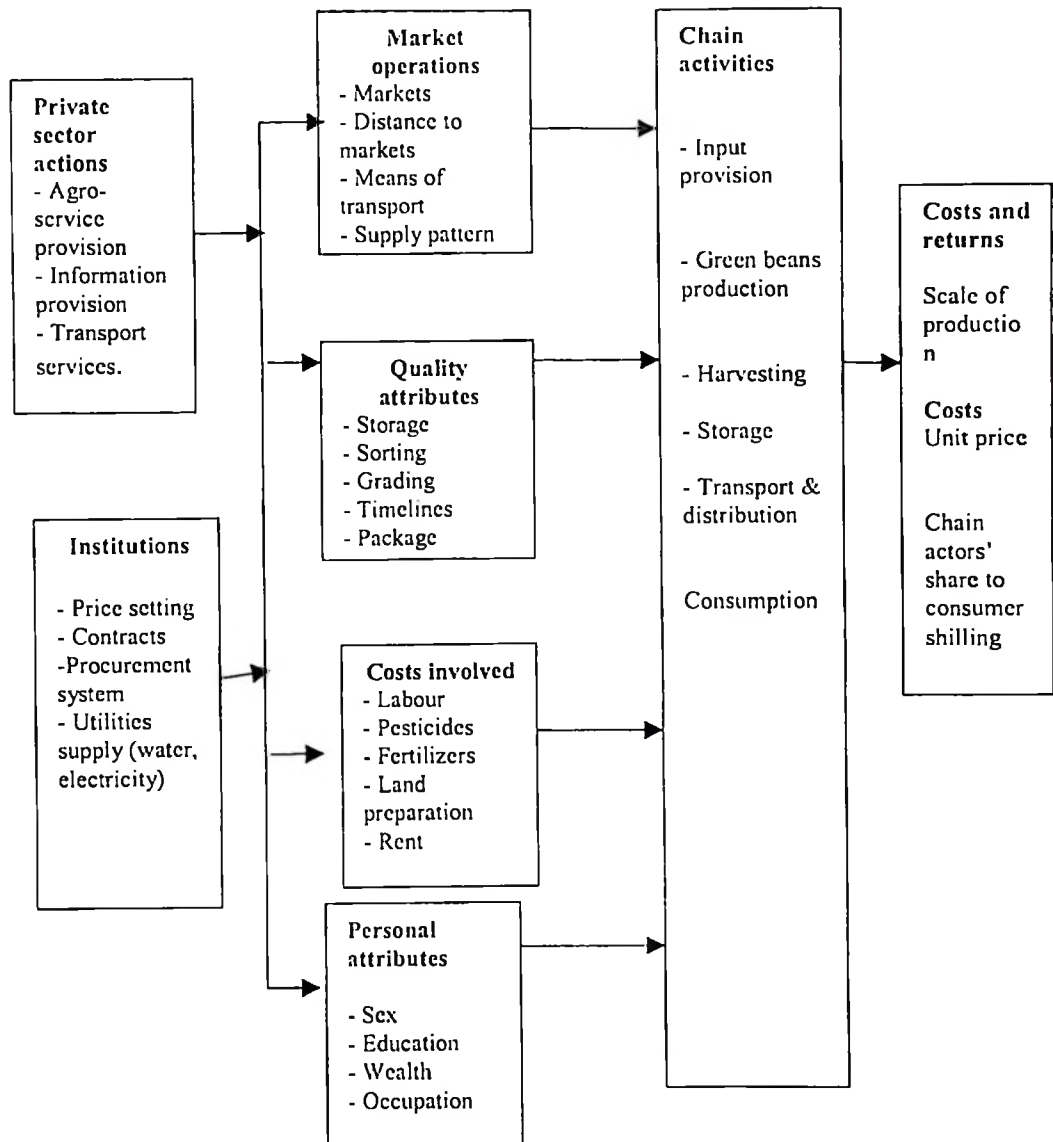 Private
sector
actions
- Agro-
service
provision
- Information
provision
- Transport
services.
Institutions
- Price setting
- Contracts
-Procurement
system
- Utilities
supply (water,
electricity)
Market
operations
- Markets
- Distance to
markets
- Means of
transport
- Supply pattern
Quality
attributes
- Storage
- Sorting
- Grading
- Timelines
- Package
Costs involved
- Labour
- Pesticides
- Fertilizers
- Land
preparation
- Rent
Personal
attributes
- Sex
- Education
- Wealth
- Occupation
Chain
activities
- Input
provision
- Green beans
production
- Harvesting
- Storage
- Transport &
distribution
Consumption
Costs and
returns
Scale of
productio
n
Costs
Unit price
Chain
actors'
share to
consumer
shilling